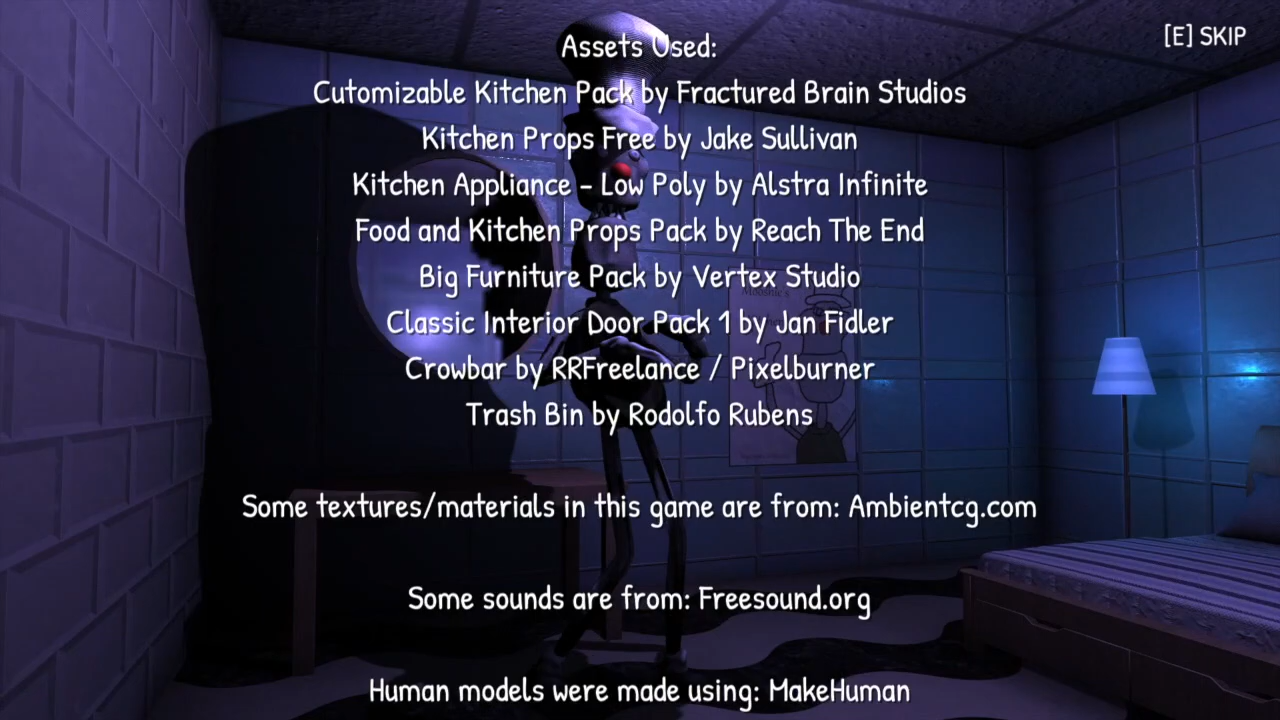 [E] SKIP
Assets Used:
Cutomizable Kitchen Pack by Fractured Brain Studios
Kitchen Props Free by Jake Sullivan
Kitchen Appliance - Low Poly by Alstra Infinite
Food and Kitchen Props Pack by Reach The End
Big Furniture Pack by Vertex Studio
Classic Interior Door Pack 1 by Jan Fidler
Crowbar by RRFreelance / Pixelburner
Trash Bin by Rodolfo Rubens
Some textures/materials in this game are from: Ambientcg.com
Some sounds are from: Freesound.org
Human models were made using: MakeHuman